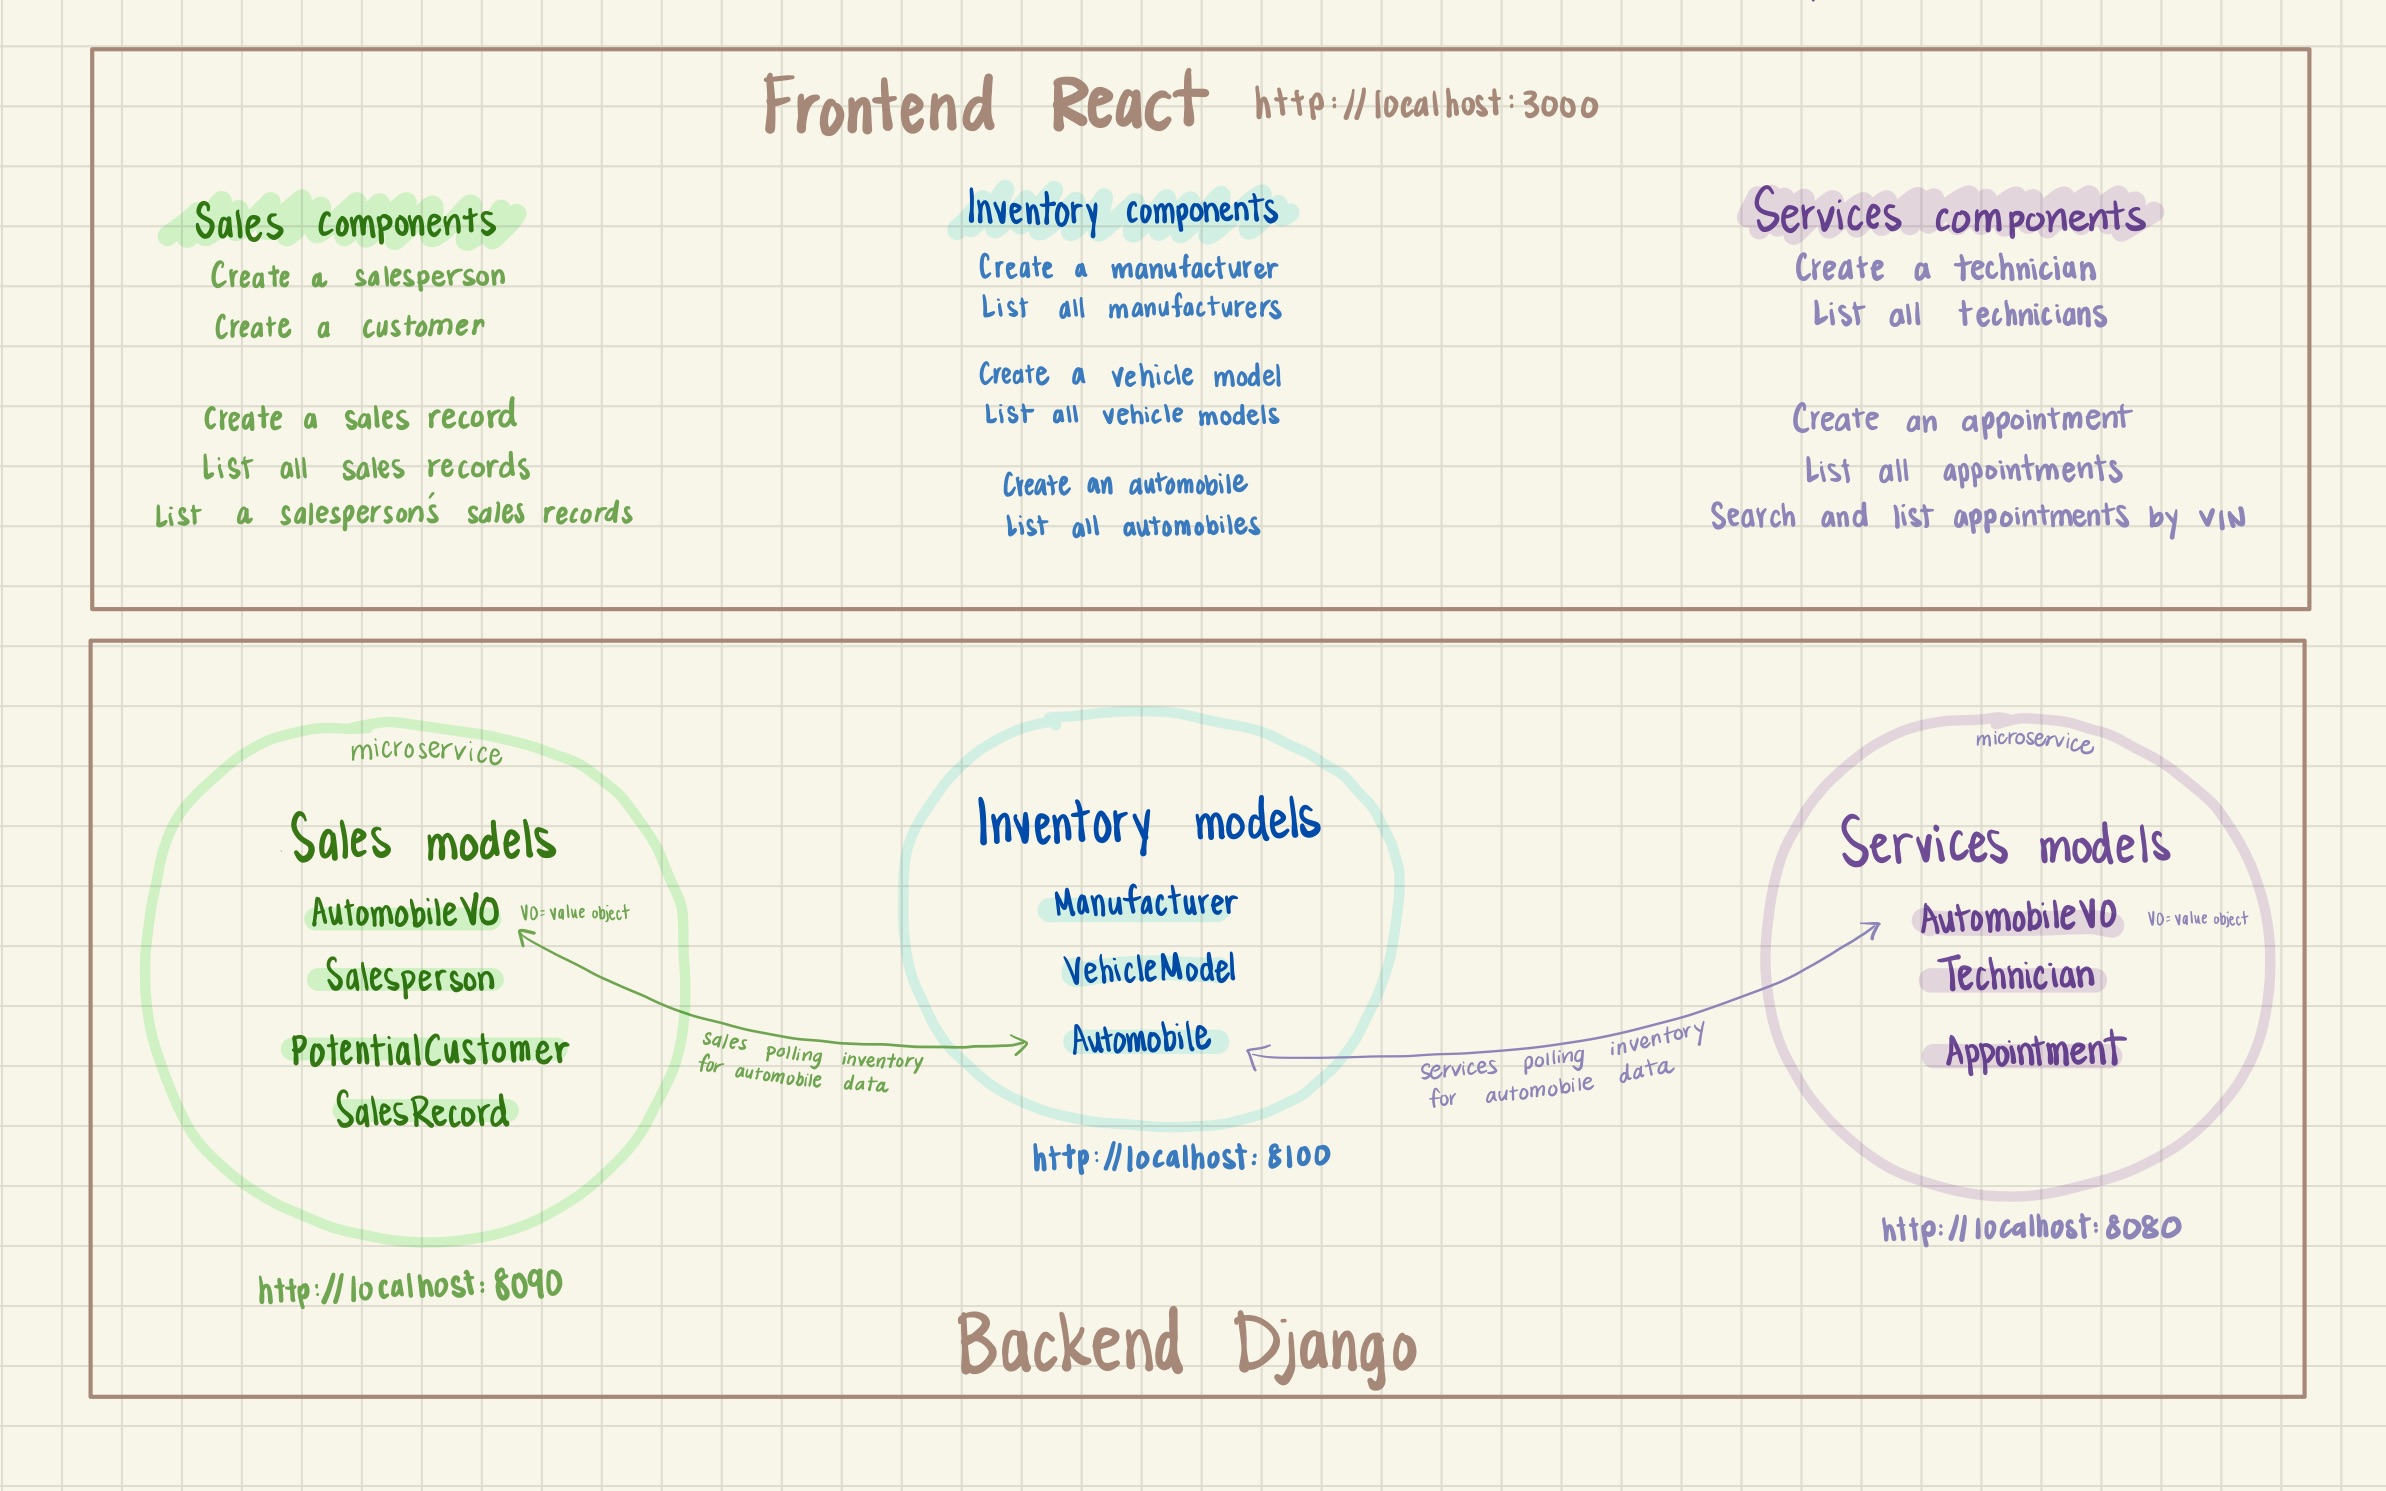 Frontend React http://localhost:3000
Sales components
Create a salesperson
Create a customer
Create a sales record
List all sales records
List a salesperson's sales records
Inventory components
Create a manufacturer
List all manufacturers
Create a vehicle model
List all vehicle models
Create an automobile
List all automobiles
Services components
Create a technician
List all technicians
Create an appointment
List all appointments
Search and list appointments by VIN
microservice
Sales models
AutomobileVO VO=value object
Salesperson
PotentialCustomer
SalesRecord
http://localhost:8090
Sales polling inventory
for automobile data
Inventory models
Manufacturer
VehicleModel
Automobile
http://localhost:8100
Services polling inventory
for automobile data
microservice
Services models
AutomobileVO VO=value object
Technician
Appointment
http://localhost:8080
Backend Django